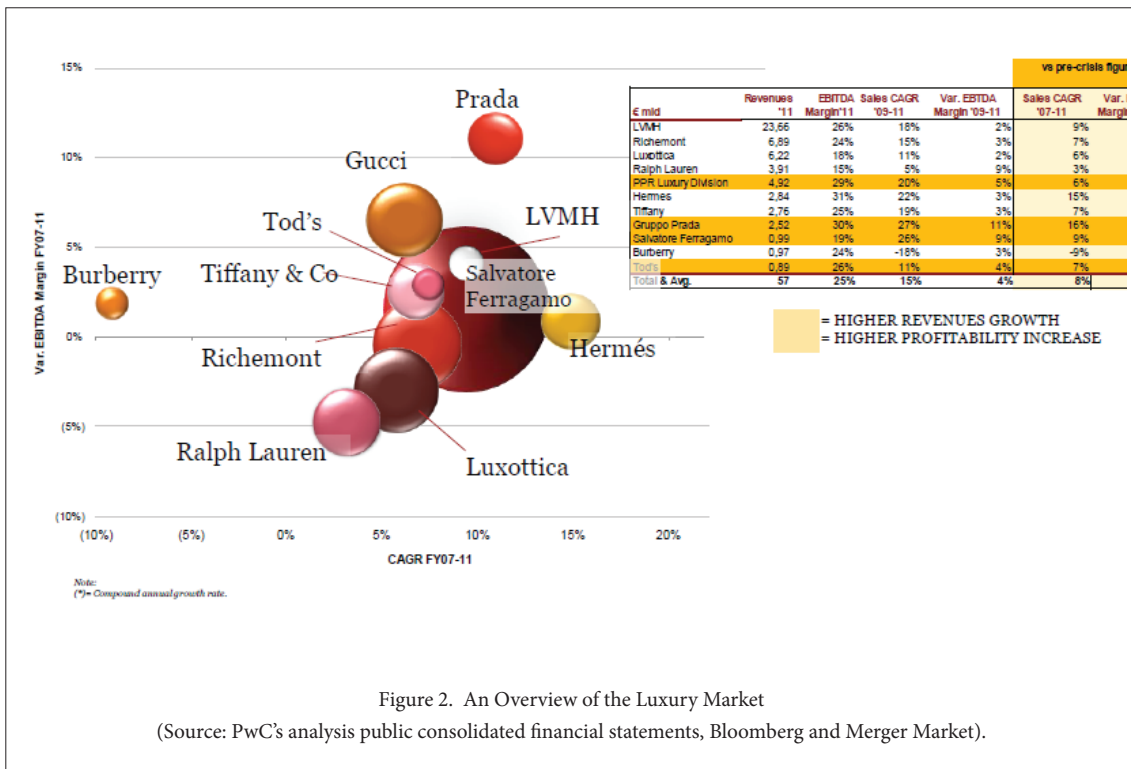 15%
10%
5%
0%
(5%)
(10%)
Var. EBITDA Margin FY07-11
Prada
Gucci
Tod's
LVMH
Tiffany & Co
Salvatore
Ferragamo
Burberry
Richemont
Hermés
Ralph Lauren
Luxottica
(10%) (5%) 0% 5% 10% 15% 20%
CAGR FY07-11
Note:
(*)= Compound annual growth rate.
vs pre-crisis figur
Revenues EBITDA Sales CAGR Var. EBTDA Sales CAGR Var.
€ mld '11 Margin'11 '09-11 Margin '09-11 '07-11 Margin
LVMH 23,66 26% 18% 2% 9%
Richemont 6,89 24% 15% 3% 7%
Luxottica 6,22 18% 11% 2% 6%
Ralph Lauren 3,91 15% 5% 9% 3%
PPR Luxury Division 4,92 29% 20% 5% 6%
Hermes 2,84 31% 22% 3% 15%
Tiffany 2,76 25% 19% 3% 7%
Gruppo Prada 2,52 30% 27% 11% 16%
Salvatore Ferragamo 0,99 19% 26% 9% 9%
Burberry 0,97 24% -18% 3% -9%
Tod's 0,89 26% 11% 4% 7%
Total & Avg. 57 25% 15% 4% 8%
= HIGHER REVENUES GROWTH
= HIGHER PROFITABILITY INCREASE
Figure 2. An Overview of the Luxury Market
(Source: PwC's analysis public consolidated financial statements, Bloomberg and Merger Market).